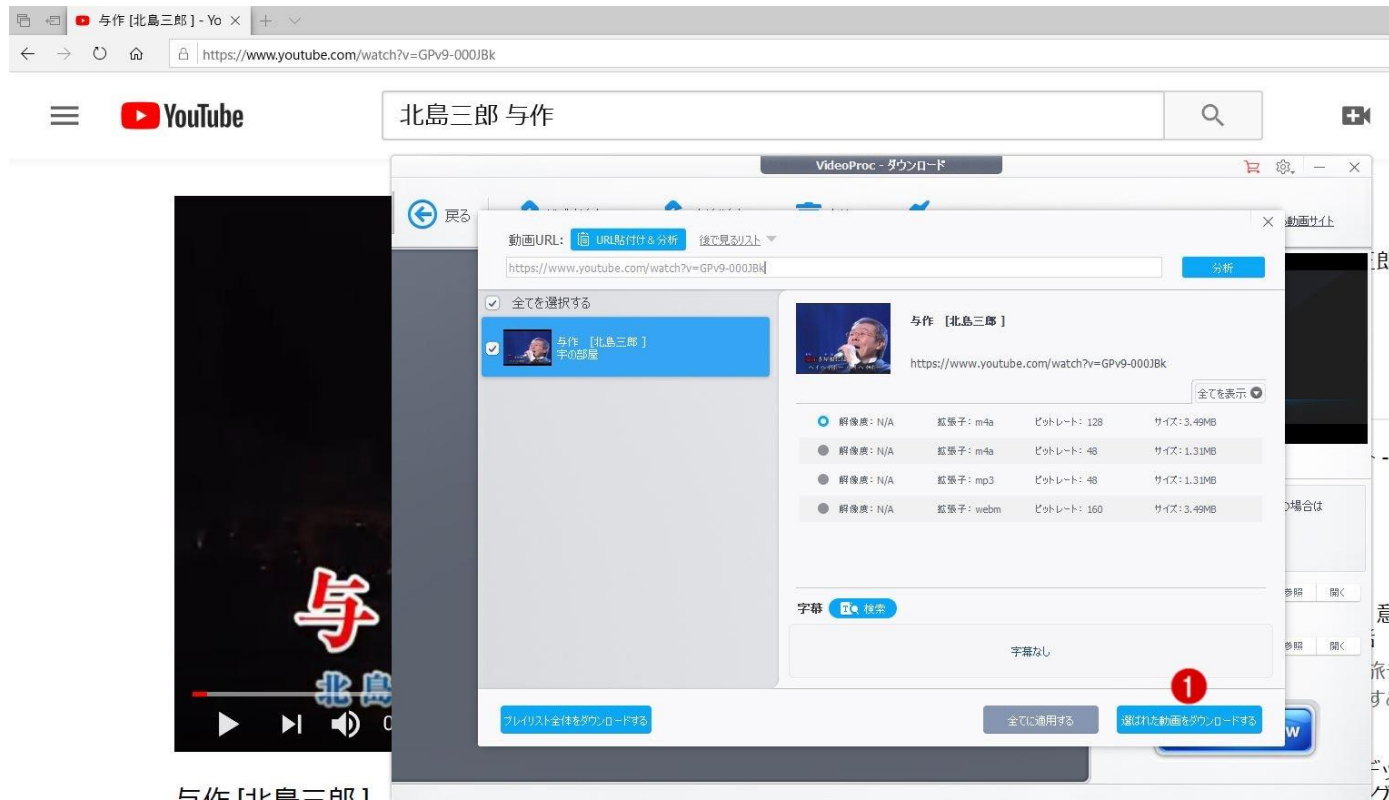 与作 [北島三郎 ] - Yo
https://www.youtube.com/watch?v=GPv9-000JBk
YouTube
北島三郎 与作
VideoProc - ダウンロード
戻る
動画サイト
動画URL:
URL貼付け&分析
後で見るリスト
https://www.youtube.com/watch?v=GPv9-000JBk
分析
全てを選択する
与作 [北島三郎 ]
字の部屋
与作 [北島三郎 ]
https://www.youtube.com/watch?v=GPv9-000JBk
全てを表示
解像度: N/A 拡張子: m4a ビットレート: 128 サイズ: 3.49MB
解像度: N/A 拡張子: m4a ビットレート: 48 サイズ: 1.31MB
解像度: N/A 拡張子: mp3 ビットレート: 48 サイズ: 1.31MB
解像度: N/A 拡張子: webm ビットレート: 160 サイズ: 3.49MB
の場合は
字幕
検索
参照 開く
字幕なし
参照 開く
1
プレイリスト全体をダウンロードする
全てに適用する
選ばれた動画をダウンロードする
与
北島
与作 [北島三郎 ]